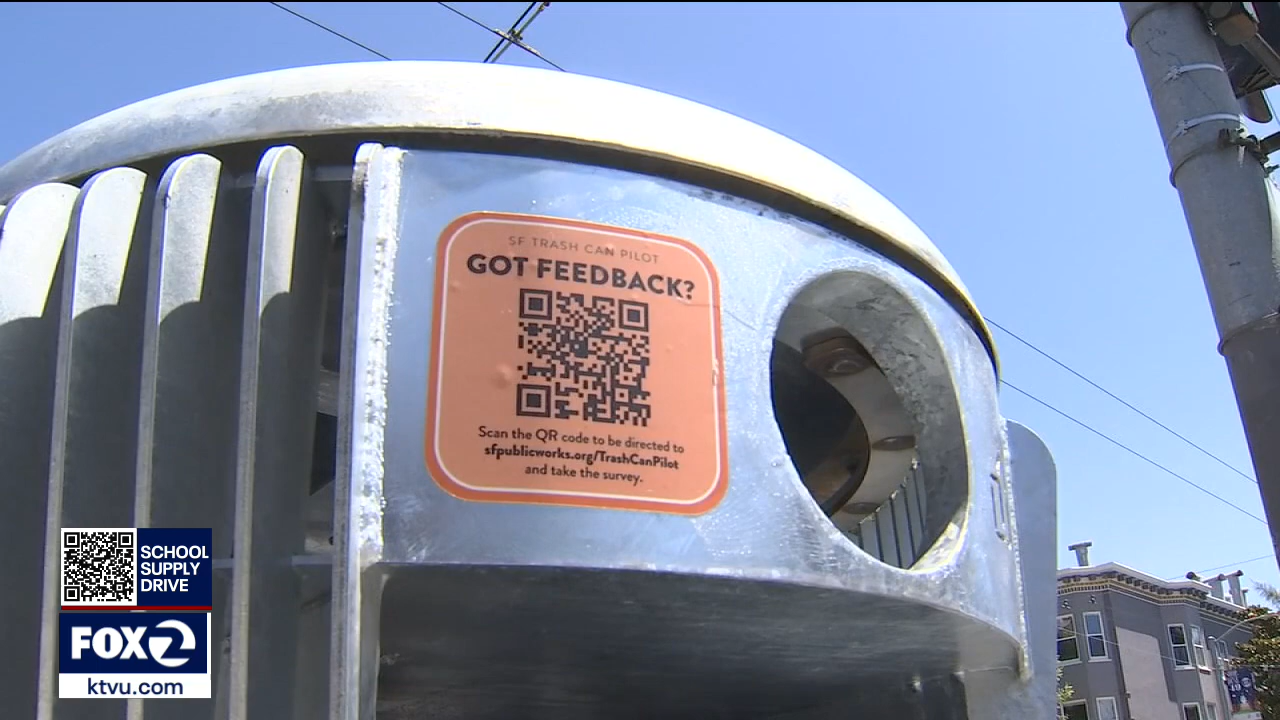 SF TRASH CAN PILOT
GOT FEEDBACK?
Scan the QR code to be directed to
sfpublicworks.org/TrashCanPilot
and take the survey.
SCHOOL
SUPPLY
DRIVE
FOX 2
ktvu.com